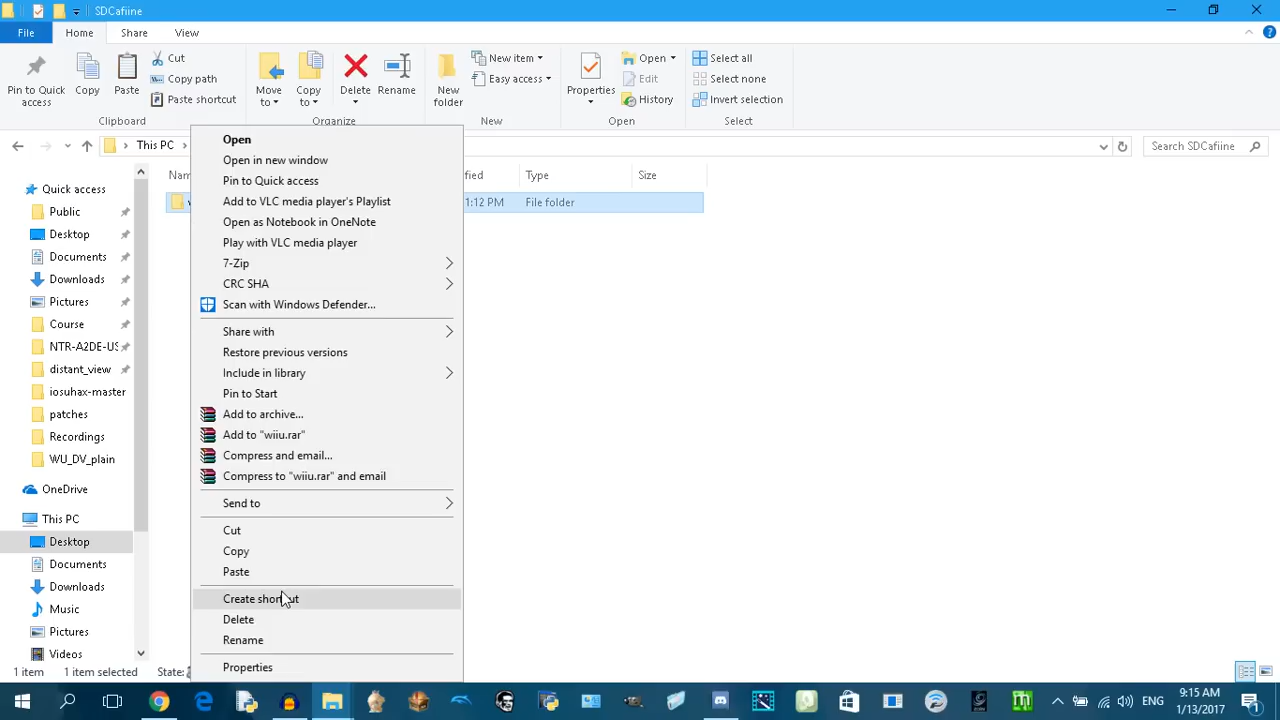 SDCafiine
File
Home
Share
View
Pin to Quick access
Copy
Paste
Cut
Copy path
Paste shortcut
Clipboard
Move to
Copy to
Delete
Rename
Organize
New folder
New item
Easy access
New
Properties
Open
Edit
History
Open
Select all
Select none
Invert selection
Select
This PC
Search SDCafiine
Type
Size
1:12 PM
File folder
Quick access
Public
Desktop
Documents
Downloads
Pictures
Course
NTR-A2DE-US
distant_view
iosuhax-master
patches
Recordings
WU_DV_plain
OneDrive
This PC
Desktop
Documents
Downloads
Music
Pictures
Videos
Open
Open in new window
Pin to Quick access
Add to VLC media player's Playlist
Open as Notebook in OneNote
Play with VLC media player
7-Zip
CRC SHA
Scan with Windows Defender...
Share with
Restore previous versions
Include in library
Pin to Start
Add to archive...
Add to "wiiu.rar"
Compress and email...
Compress to "wiiu.rar" and email
Send to
Cut
Copy
Paste
Create shortcut
Delete
Rename
Properties
1 item
1 item selected
State:
ENG
9:15 AM
1/13/2017